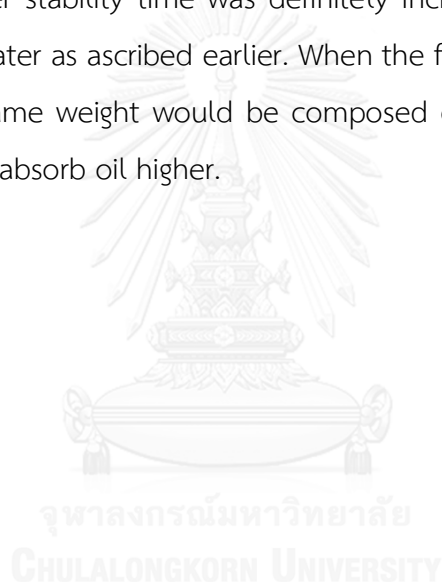 er stability time was definitely inc
ater as ascribed earlier. When the f
ame weight would be composed
absorb oil higher.
จุฬาลงกรณ์มหาวิทยาลัย
CHULALONGKORN UNIVERSITY